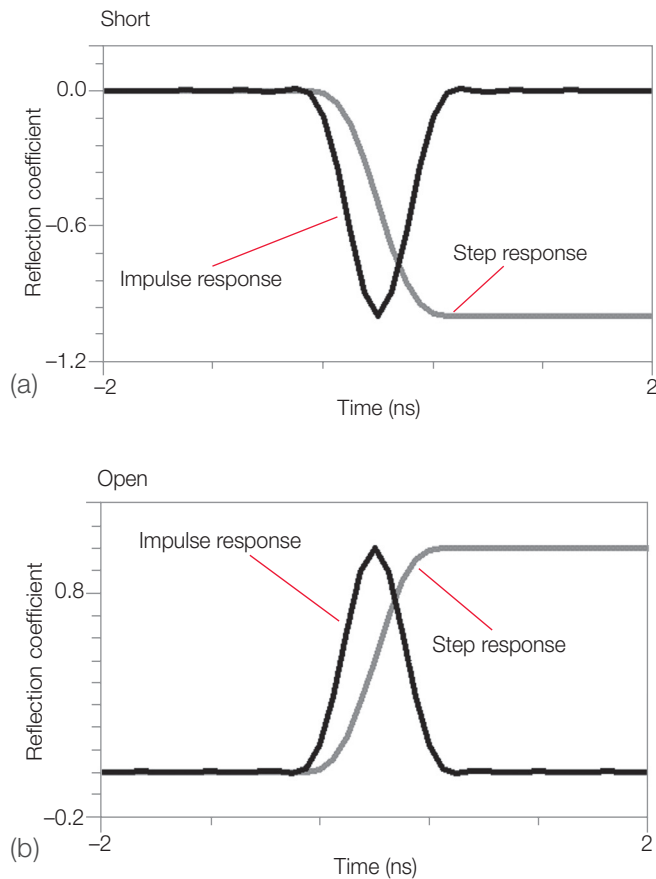 Short
0.0
Reflection coefficient
−0.6
Impulse response
Step response
−1.2
(a)
−2
2
Time (ns)
Open
Impulse response
0.8
Reflection coefficient
Step response
−0.2
(b)
−2
2
Time (ns)